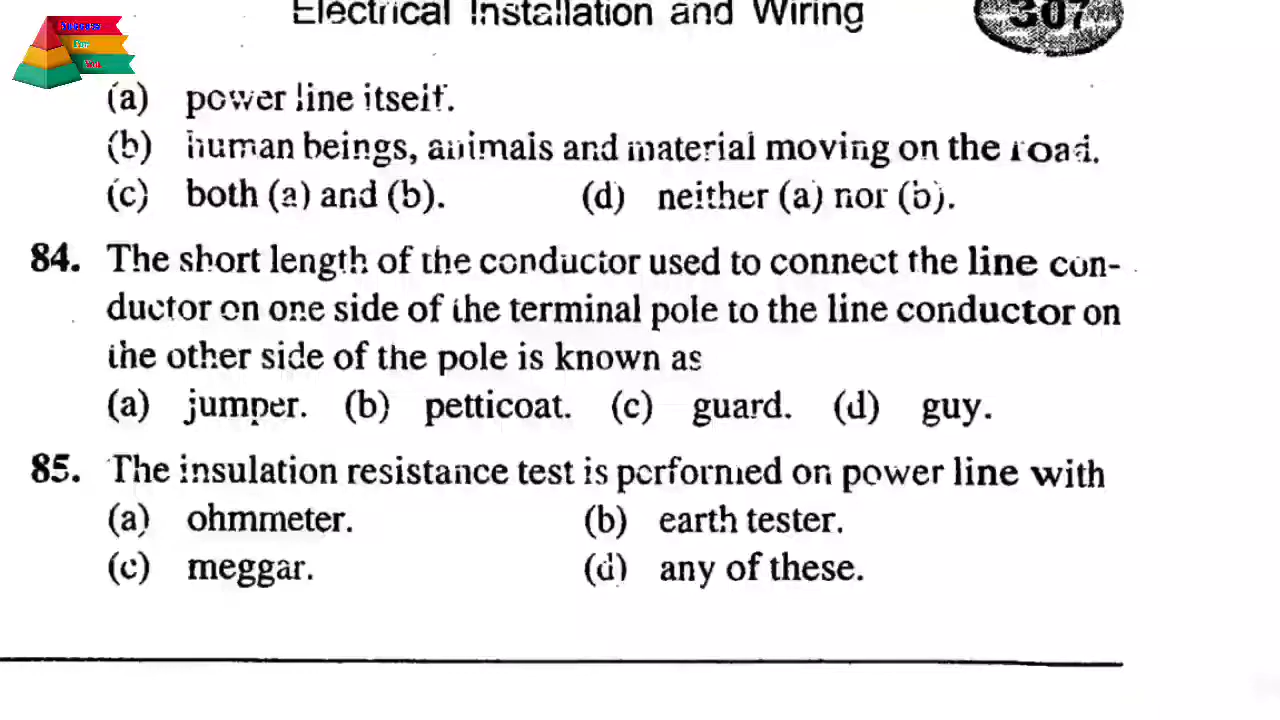 Electrical Installation and Wiring
307
Success
For
You
(a) power line itself.
(b) human beings, animals and material moving on the road.
(c) both (a) and (b). (d) neither (a) nor (b).
84. The short length of the conductor used to connect the line con-
ductor on one side of the terminal pole to the line conductor on
the other side of the pole is known as
(a) jumper. (b) petticoat. (c) guard. (d) guy.
85. The insulation resistance test is performed on power line with
(a) ohmmeter. (b) earth tester.
(c) meggar. (d) any of these.